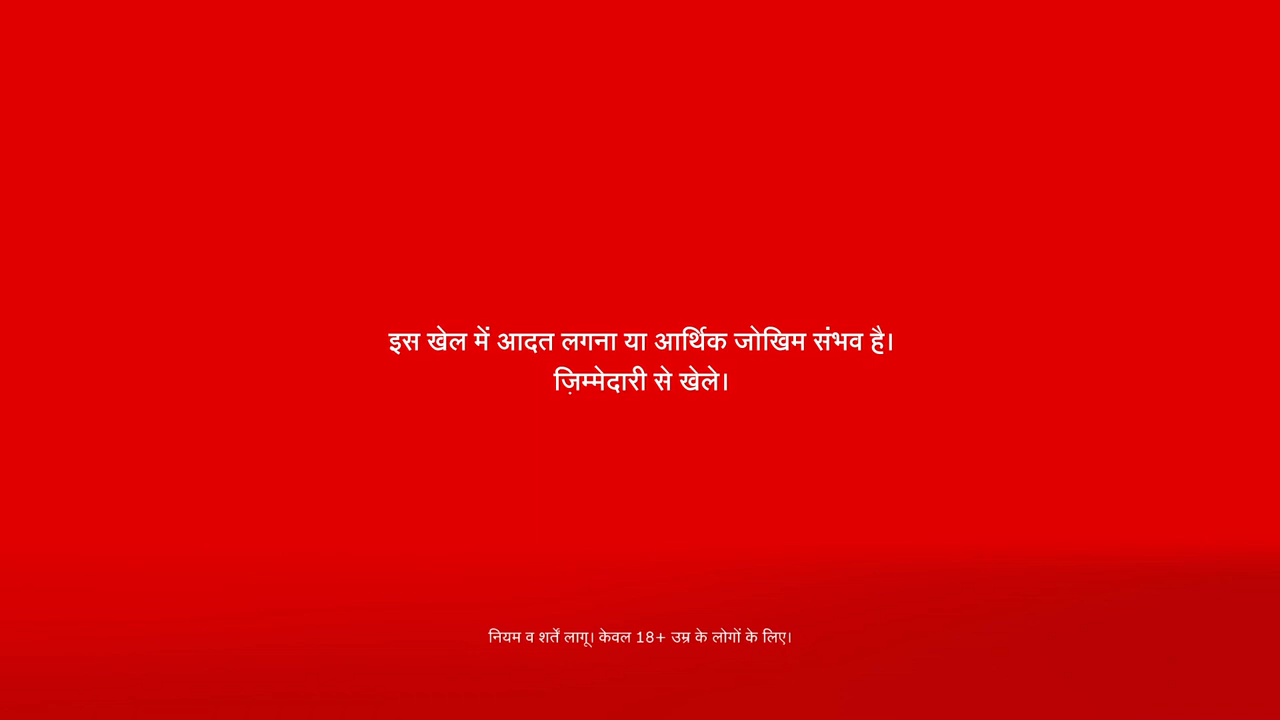 इस खेल में आदत लगना या आर्थिक जोखिम संभव है।
ज़िम्मेदारी से खेले।
नियम व शर्तें लागू। केवल 18+ उम्र के लोगों के लिए।